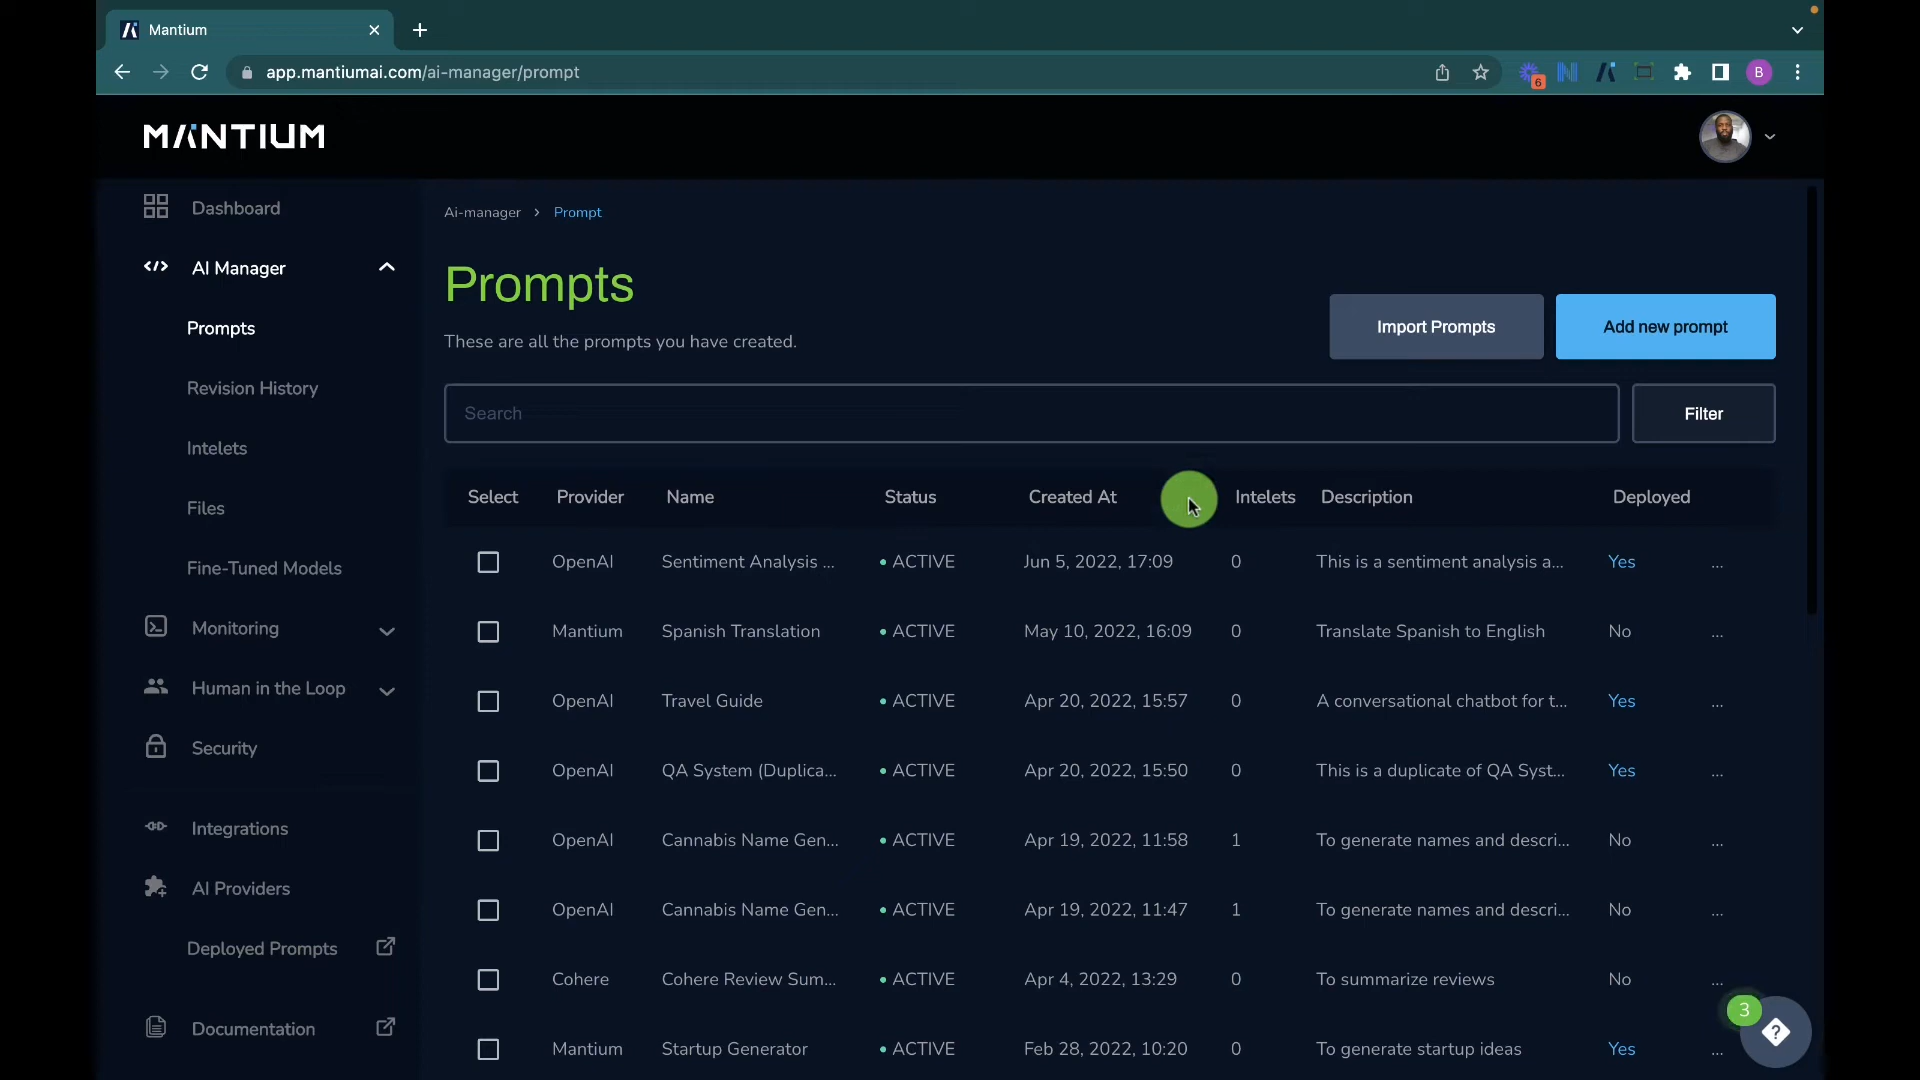 Mantium
app.mantiumai.com/ai-manager/prompt
6
B
MANTIUM
Dashboard
AI Manager
Prompts
Revision History
Intelets
Files
Fine-Tuned Models
Monitoring
Human in the Loop
Security
Integrations
AI Providers
Deployed Prompts
Documentation
Ai-manager > Prompt
Prompts
These are all the prompts you have created.
Import Prompts
Add new prompt
Search
Filter
Select Provider Name Status Created At Intelets Description Deployed
OpenAI Sentiment Analysis ... • ACTIVE Jun 5, 2022, 17:09 0 This is a sentiment analysis a... Yes ...
Mantium Spanish Translation • ACTIVE May 10, 2022, 16:09 0 Translate Spanish to English No ...
OpenAI Travel Guide • ACTIVE Apr 20, 2022, 15:57 0 A conversational chatbot for t... Yes ...
OpenAI QA System (Duplica... • ACTIVE Apr 20, 2022, 15:50 0 This is a duplicate of QA Syst... Yes ...
OpenAI Cannabis Name Gen... • ACTIVE Apr 19, 2022, 11:58 1 To generate names and descri... No ...
OpenAI Cannabis Name Gen... • ACTIVE Apr 19, 2022, 11:47 1 To generate names and descri... No ...
Cohere Cohere Review Sum... • ACTIVE Apr 4, 2022, 13:29 0 To summarize reviews No ...
Mantium Startup Generator • ACTIVE Feb 28, 2022, 10:20 0 To generate startup ideas Yes ...
3
?